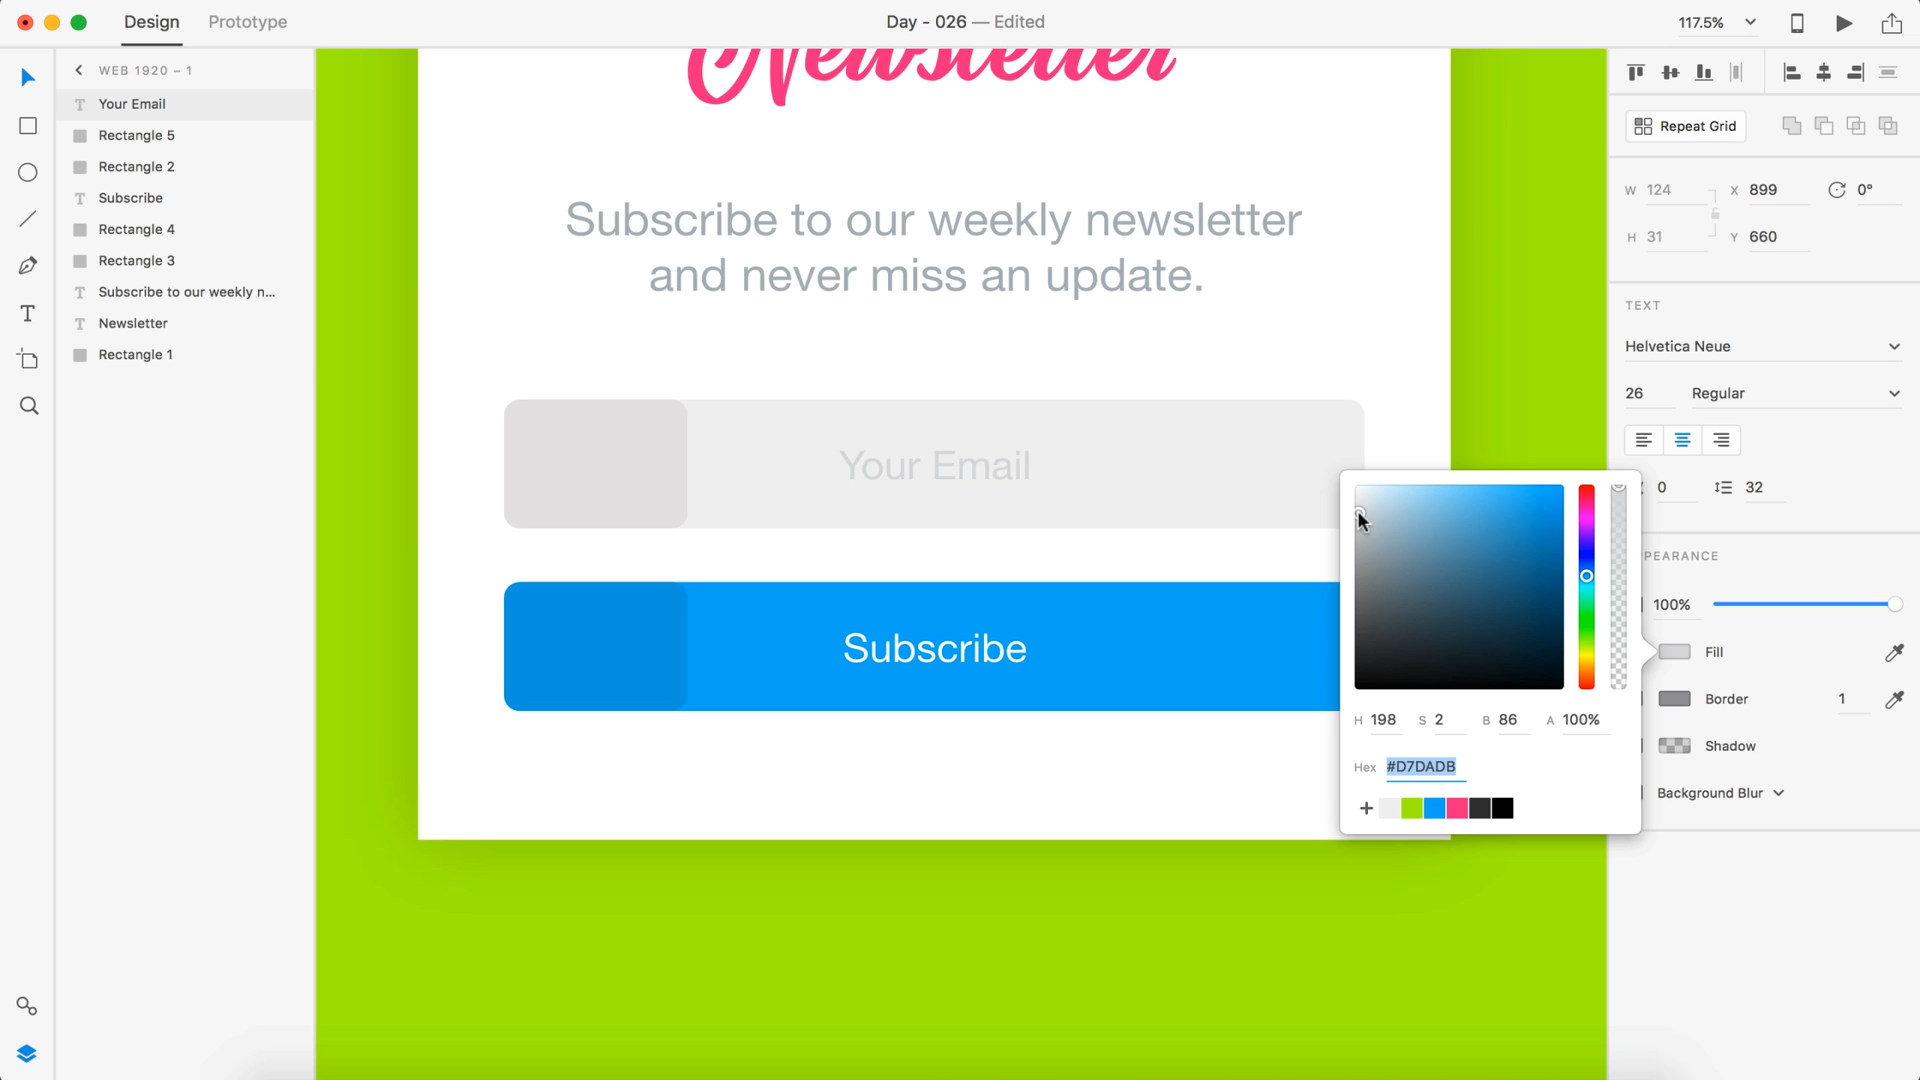 Design
Prototype
Day - 026 — Edited
117.5%
WEB 1920 – 1
Your Email
Rectangle 5
Rectangle 2
Subscribe
Rectangle 4
Rectangle 3
Subscribe to our weekly n...
Newsletter
Rectangle 1
Newsletter
Subscribe to our weekly newsletter
and never miss an update.
Your Email
Subscribe
Repeat Grid
W 124 X 899 0°
H 31 Y 660
TEXT
Helvetica Neue
26 Regular
0 32
PEARANCE
100%
Fill
Border 1
Shadow
Background Blur
H 198 S 2 B 86 A 100%
Hex #D7DADB